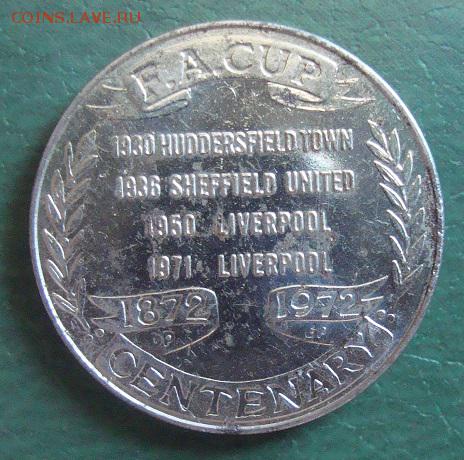 COINS.LAVE.RU
F.A. CUP
1930 HUDDERSFIELD TOWN
1936 SHEFFIELD UNITED
1950 LIVERPOOL
1971 LIVERPOOL
1872 1972
CENTENARY